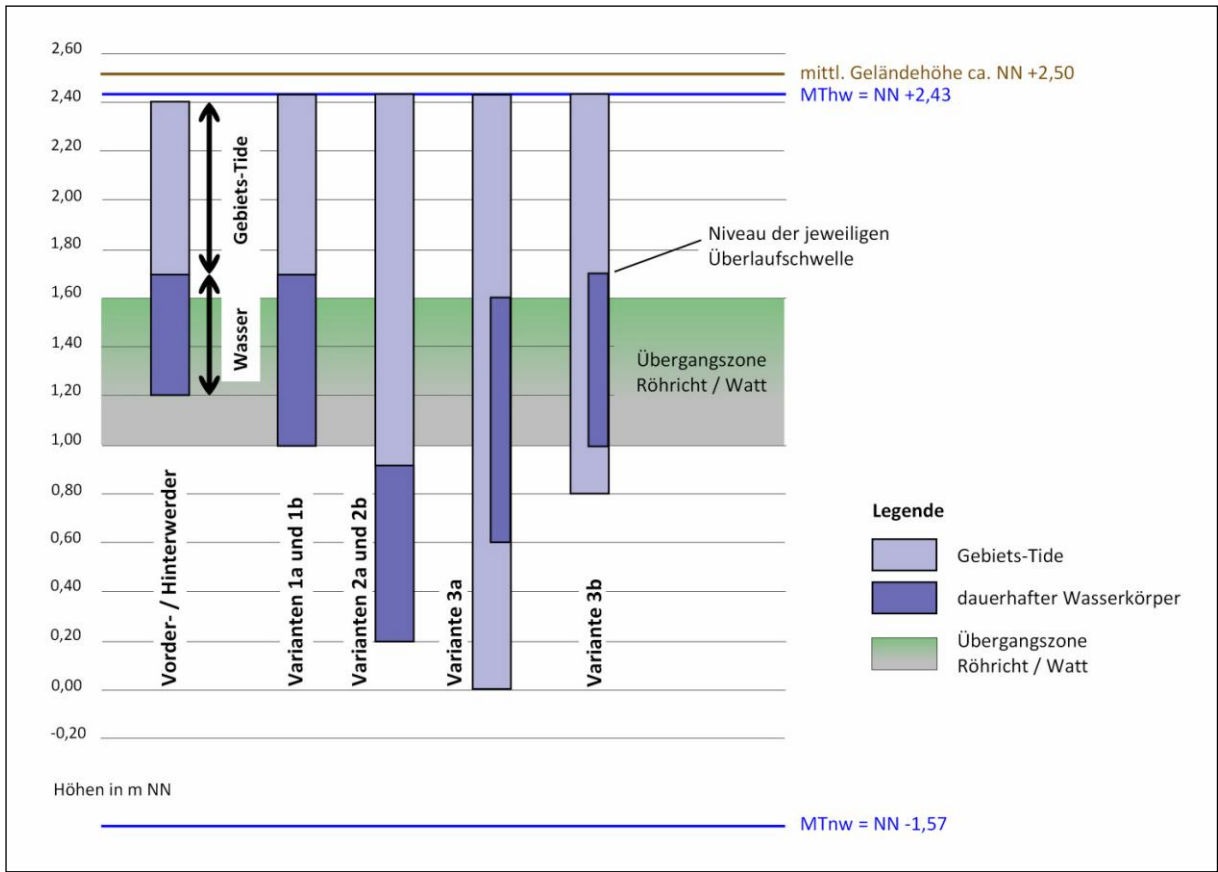 2,60
mittl. Geländehöhe ca. NN +2,50
2,40
MThw = NN +2,43
2,20
2,00
1,80
1,60
1,40
1,20
1,00
0,80
0,60
0,40
0,20
0,00
-0,20
Gebiets-Tide
Wasser
Niveau der jeweiligen
Überlaufschwelle
Übergangszone
Röhricht / Watt
Vorder- / Hinterwerder
Varianten 1a und 1b
Varianten 2a und 2b
Variante 3a
Variante 3b
Legende
Gebiets-Tide
dauerhafter Wasserkörper
Übergangszone
Röhricht / Watt
Höhen in m NN
MTnw = NN -1,57